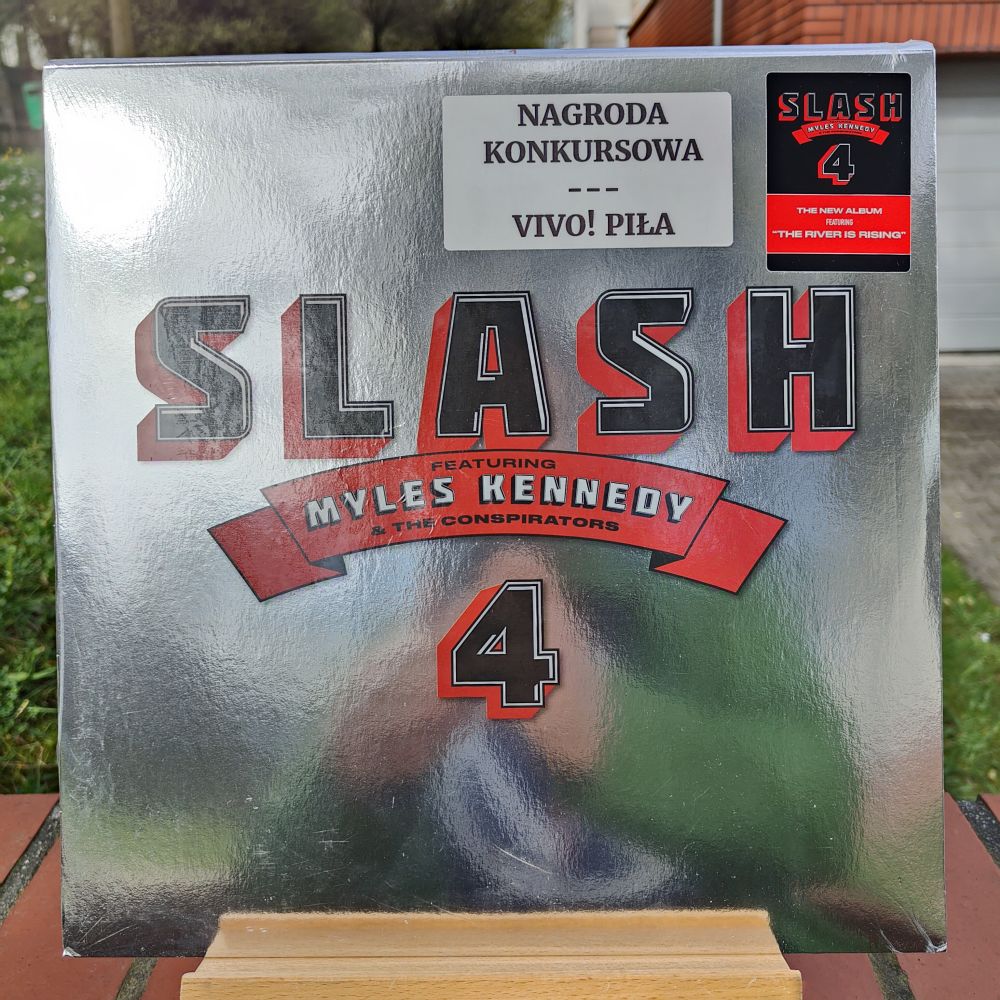 NAGRODA
KONKURSOWA
---
VIVO! PIŁA
SLASH
MYLES KENNEDY
4
THE NEW ALBUM
FEATURING
"THE RIVER IS RISING"
SLASH
FEATURING
MYLES KENNEDY
& THE CONSPIRATORS
4